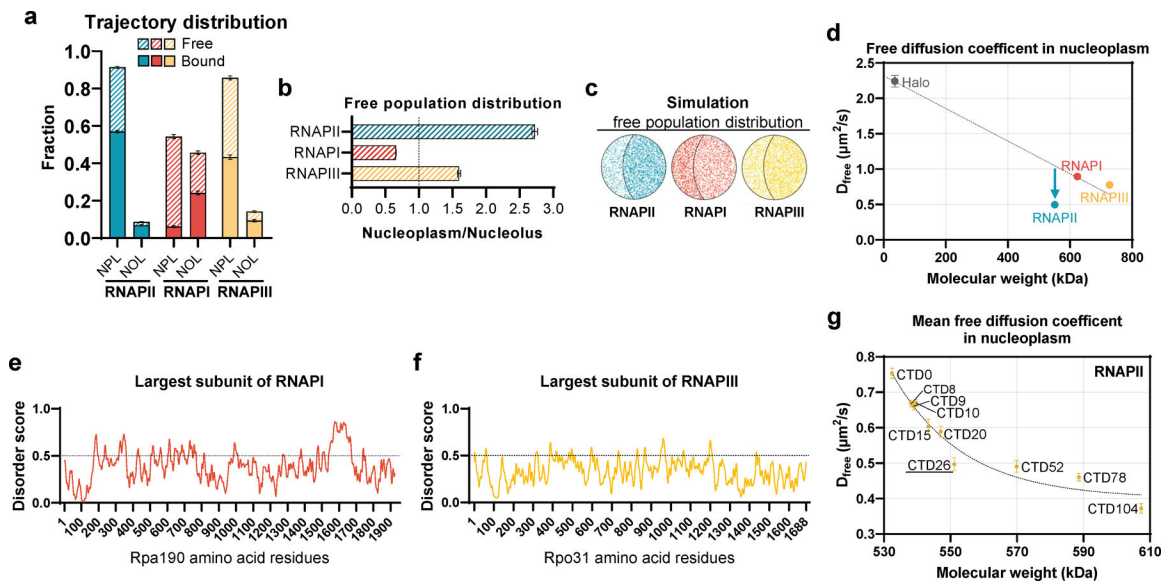 a
Trajectory distribution
Free
Bound
Fraction
1.0
0.8
0.6
0.4
0.2
0.0
NPL
NOL
NPL
NOL
NPL
NOL
RNAPII
RNAPI
RNAPIII
b
Free population distribution
RNAPII
RNAPI
RNAPIII
0.0
0.5
1.0
1.5
2.0
2.5
3.0
Nucleoplasm/Nucleolus
c
Simulation
free population distribution
RNAPII
RNAPI
RNAPIII
d
Free diffusion coefficent in nucleoplasm
D_free (μm²/s)
2.5
2.0
1.5
1.0
0.5
0.0
Halo
RNAPI
RNAPIII
RNAPII
0
200
400
600
800
Molecular weight (kDa)
e
Largest subunit of RNAPI
Disorder score
1.0
0.5
0.0
1
100
200
300
400
500
600
700
800
900
1000
1100
1200
1300
1400
1500
1600
1700
1800
1900
Rpa190 amino acid residues
f
Largest subunit of RNAPIII
Disorder score
1.0
0.5
0.0
1
100
200
300
400
500
600
700
800
900
1000
1100
1200
1300
1400
1500
1600
1688
Rpo31 amino acid residues
g
Mean free diffusion coefficent
in nucleoplasm
RNAPII
D_free (μm²/s)
0.8
0.7
0.6
0.5
0.4
0.3
CTD0
CTD8
CTD9
CTD10
CTD15
CTD20
CTD26
CTD52
CTD78
CTD104
530
550
570
590
610
Molecular weight (kDa)